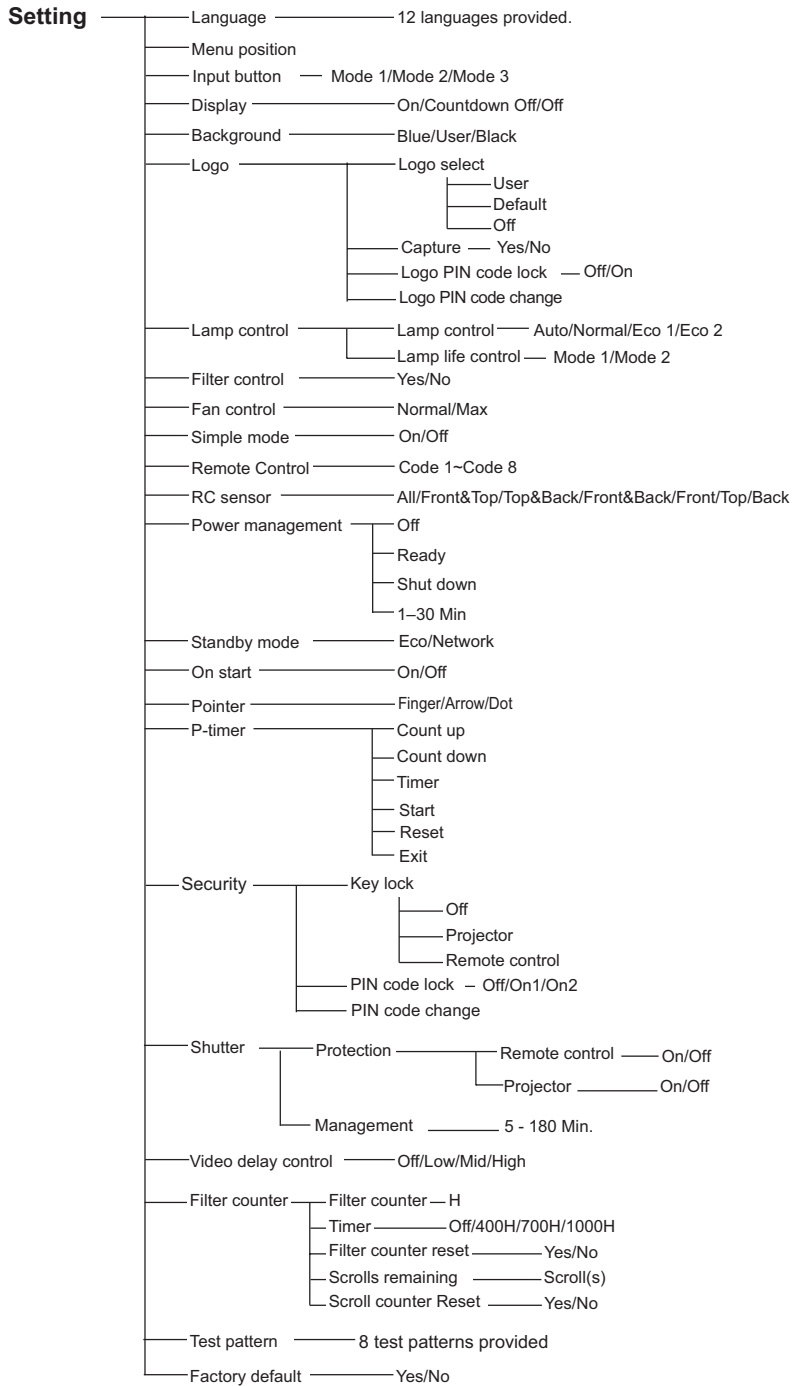 Setting Language 12 languages provided.
Menu position
Input button Mode 1/Mode 2/Mode 3
Display On/Countdown Off/Off
Background Blue/User/Black
Logo Logo select
User
Default
Off
Capture Yes/No
Logo PIN code lock Off/On
Logo PIN code change
Lamp control Lamp control Auto/Normal/Eco 1/Eco 2
Lamp life control Mode 1/Mode 2
Filter control Yes/No
Fan control Normal/Max
Simple mode On/Off
Remote Control Code 1~Code 8
RC sensor All/Front&Top/Top&Back/Front&Back/Front/Top/Back
Power management Off
Ready
Shut down
1–30 Min
Standby mode Eco/Network
On start On/Off
Pointer Finger/Arrow/Dot
P-timer Count up
Count down
Timer
Start
Reset
Exit
Security Key lock
Off
Projector
Remote control
PIN code lock Off/On1/On2
PIN code change
Shutter Protection Remote control On/Off
Projector On/Off
Management 5 - 180 Min.
Video delay control Off/Low/Mid/High
Filter counter Filter counter H
Timer Off/400H/700H/1000H
Filter counter reset Yes/No
Scrolls remaining Scroll(s)
Scroll counter Reset Yes/No
Test pattern 8 test patterns provided
Factory default Yes/No